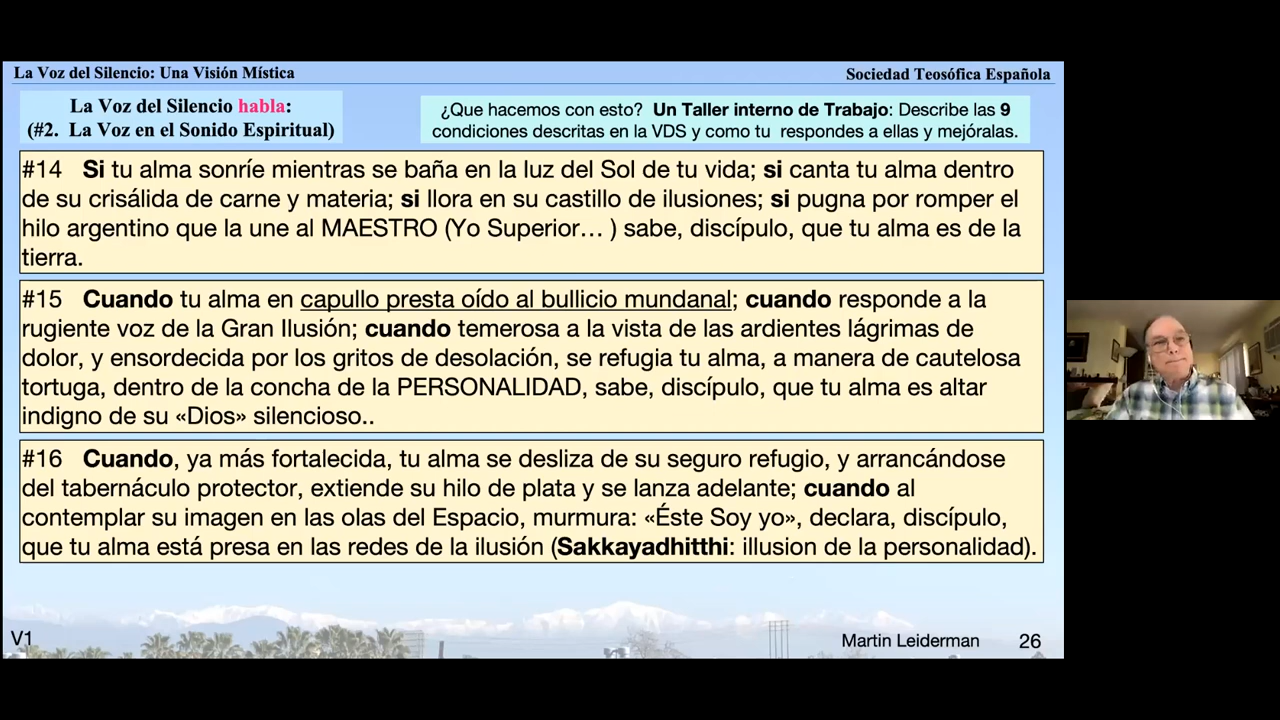 La Voz del Silencio: Una Visión Mística
Sociedad Teosófica Española
La Voz del Silencio habla:
(#2. La Voz en el Sonido Espiritual)
¿Que hacemos con esto? Un Taller interno de Trabajo: Describe las 9
condiciones descritas en la VDS y como tu respondes a ellas y mejóralas.
#14 Si tu alma sonríe mientras se baña en la luz del Sol de tu vida; si canta tu alma dentro
de su crisálida de carne y materia; si llora en su castillo de ilusiones; si pugna por romper el
hilo argentino que la une al MAESTRO (Yo Superior... ) sabe, discípulo, que tu alma es de la
tierra.
#15 Cuando tu alma en capullo presta oído al bullicio mundanal; cuando responde a la
rugiente voz de la Gran Ilusión; cuando temerosa a la vista de las ardientes lágrimas de
dolor, y ensordecida por los gritos de desolación, se refugia tu alma, a manera de cautelosa
tortuga, dentro de la concha de la PERSONALIDAD, sabe, discípulo, que tu alma es altar
indigno de su «Dios» silencioso..
#16 Cuando, ya más fortalecida, tu alma se desliza de su seguro refugio, y arrancándose
del tabernáculo protector, extiende su hilo de plata y se lanza adelante; cuando al
contemplar su imagen en las olas del Espacio, murmura: «Éste Soy yo», declara, discípulo,
que tu alma está presa en las redes de la ilusión (Sakkayadhitthi: illusion de la personalidad).
V1
Martin Leiderman 26